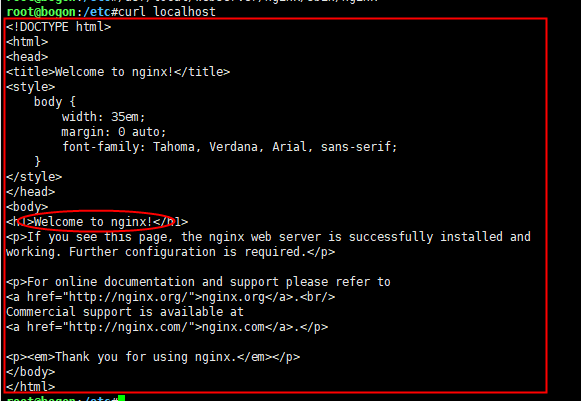 root@bogon:/etc#curl localhost
<!DOCTYPE html>
<html>
<head>
<title>Welcome to nginx!</title>
<style>
    body {
        width: 35em;
        margin: 0 auto;
        font-family: Tahoma, Verdana, Arial, sans-serif;
    }
</style>
</head>
<body>
<h1>Welcome to nginx!</h1>
<p>If you see this page, the nginx web server is successfully installed and
working. Further configuration is required.</p>

<p>For online documentation and support please refer to
<a href="http://nginx.org/">nginx.org</a>.<br/>
Commercial support is available at
<a href="http://nginx.com/">nginx.com</a>.</p>

<p><em>Thank you for using nginx.</em></p>
</body>
</html>
root@bogon:/etc#